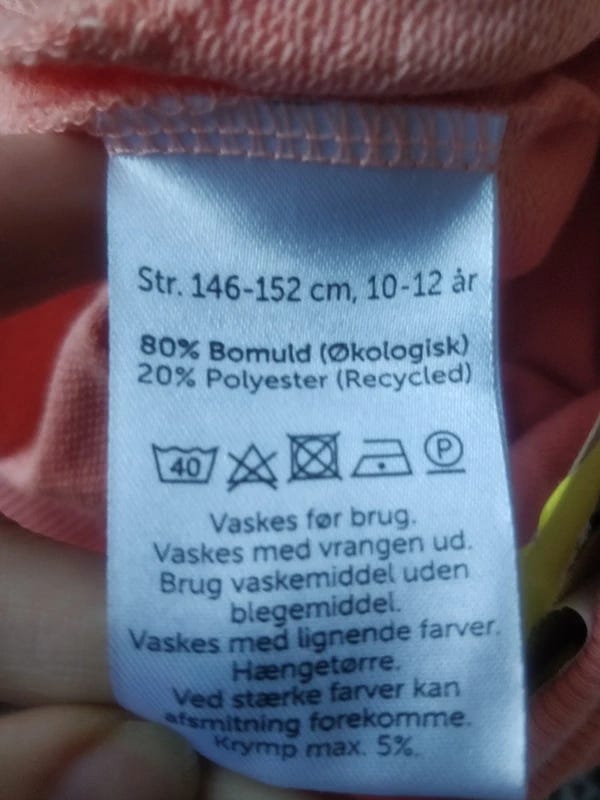 Str. 146-152 cm, 10-12 år
80% Bomuld (Økologisk)
20% Polyester (Recycled)
40 P
Vaskes før brug.
Vaskes med vrangen ud.
Brug vaskemiddel uden
blegemiddel.
Vaskes med lignende farver.
Hængetørre.
Ved stærke farver kan
afsmitning forekomme.
Krymp max. 5%.